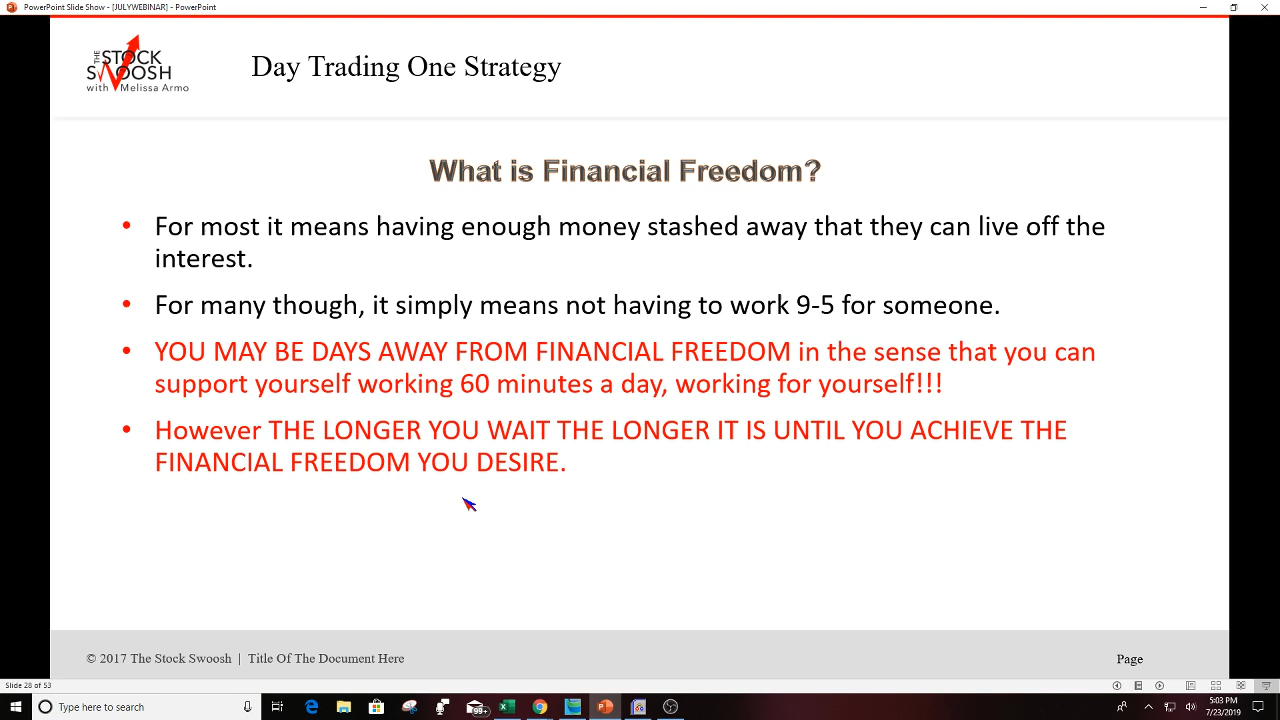 PowerPoint Slide Show - [JULYWEBINAR] - PowerPoint
THE
STOCK
SWOOSH
with Melissa Armo
Day Trading One Strategy
What is Financial Freedom?
• For most it means having enough money stashed away that they can live off the
interest.
• For many though, it simply means not having to work 9-5 for someone.
• YOU MAY BE DAYS AWAY FROM FINANCIAL FREEDOM in the sense that you can
support yourself working 60 minutes a day, working for yourself!!!
• However THE LONGER YOU WAIT THE LONGER IT IS UNTIL YOU ACHIEVE THE
FINANCIAL FREEDOM YOU DESIRE.
© 2017 The Stock Swoosh | Title Of The Document Here
Page
Slide 28 of 53
Type here to search
99+
5:03 PM
7/23/2019